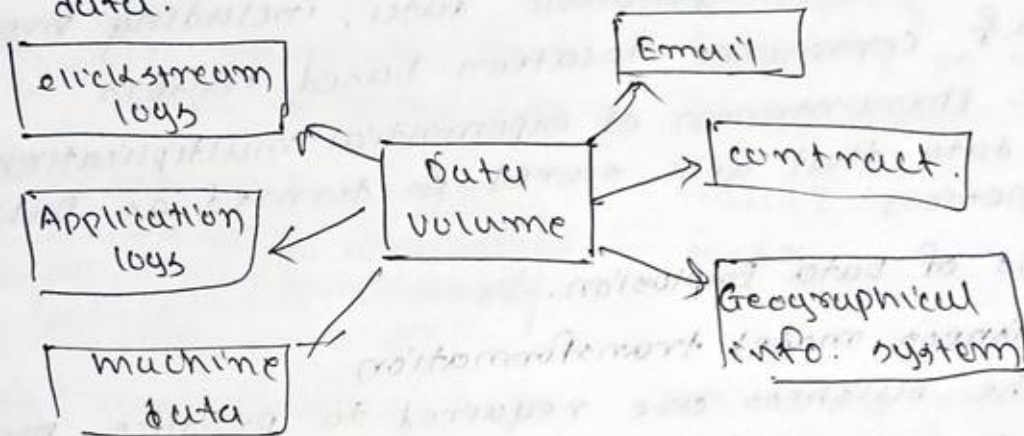 data.
clickstream
logs
Email
Data
volume
contract.
Application
logs
Geographical
info. system
machine
data